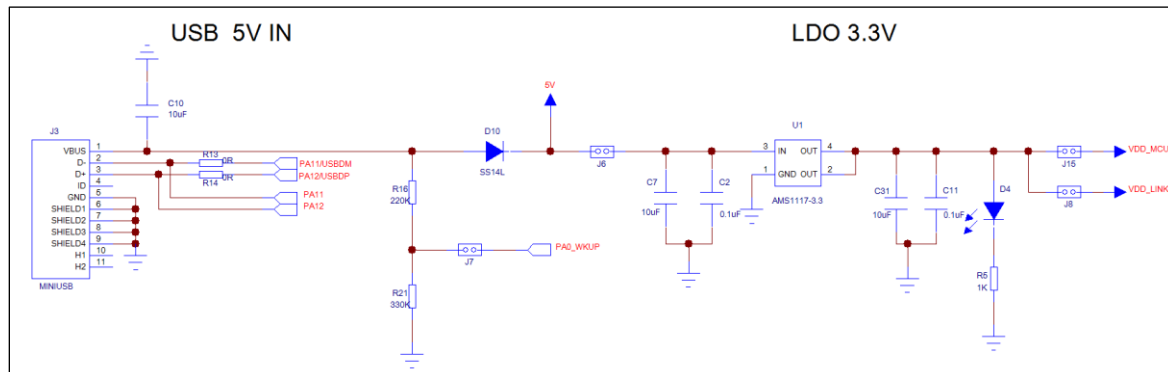 USB 5V IN
LDO 3.3V
C10
10uF
J3
VBUS 1
D- 2
D+ 3
ID 4
GND 5
SHIELD1 6
SHIELD2 7
SHIELD3 8
SHIELD4 9
H1 10
H2 11
MINIUSB
R13
0R
R14
0R
PA11/USBDM
PA12/USBDP
PA11
PA12
R16
220K
R21
330K
J7
PA0_WKUP
D10
SS14L
5V
J6
C7
10uF
C2
0.1uF
U1
3 IN OUT 4
1 GND OUT 2
AMS1117-3.3
C31
10uF
C11
0.1uF
D4
R5
1K
J15
VDD_MCU
J8
VDD_LINK